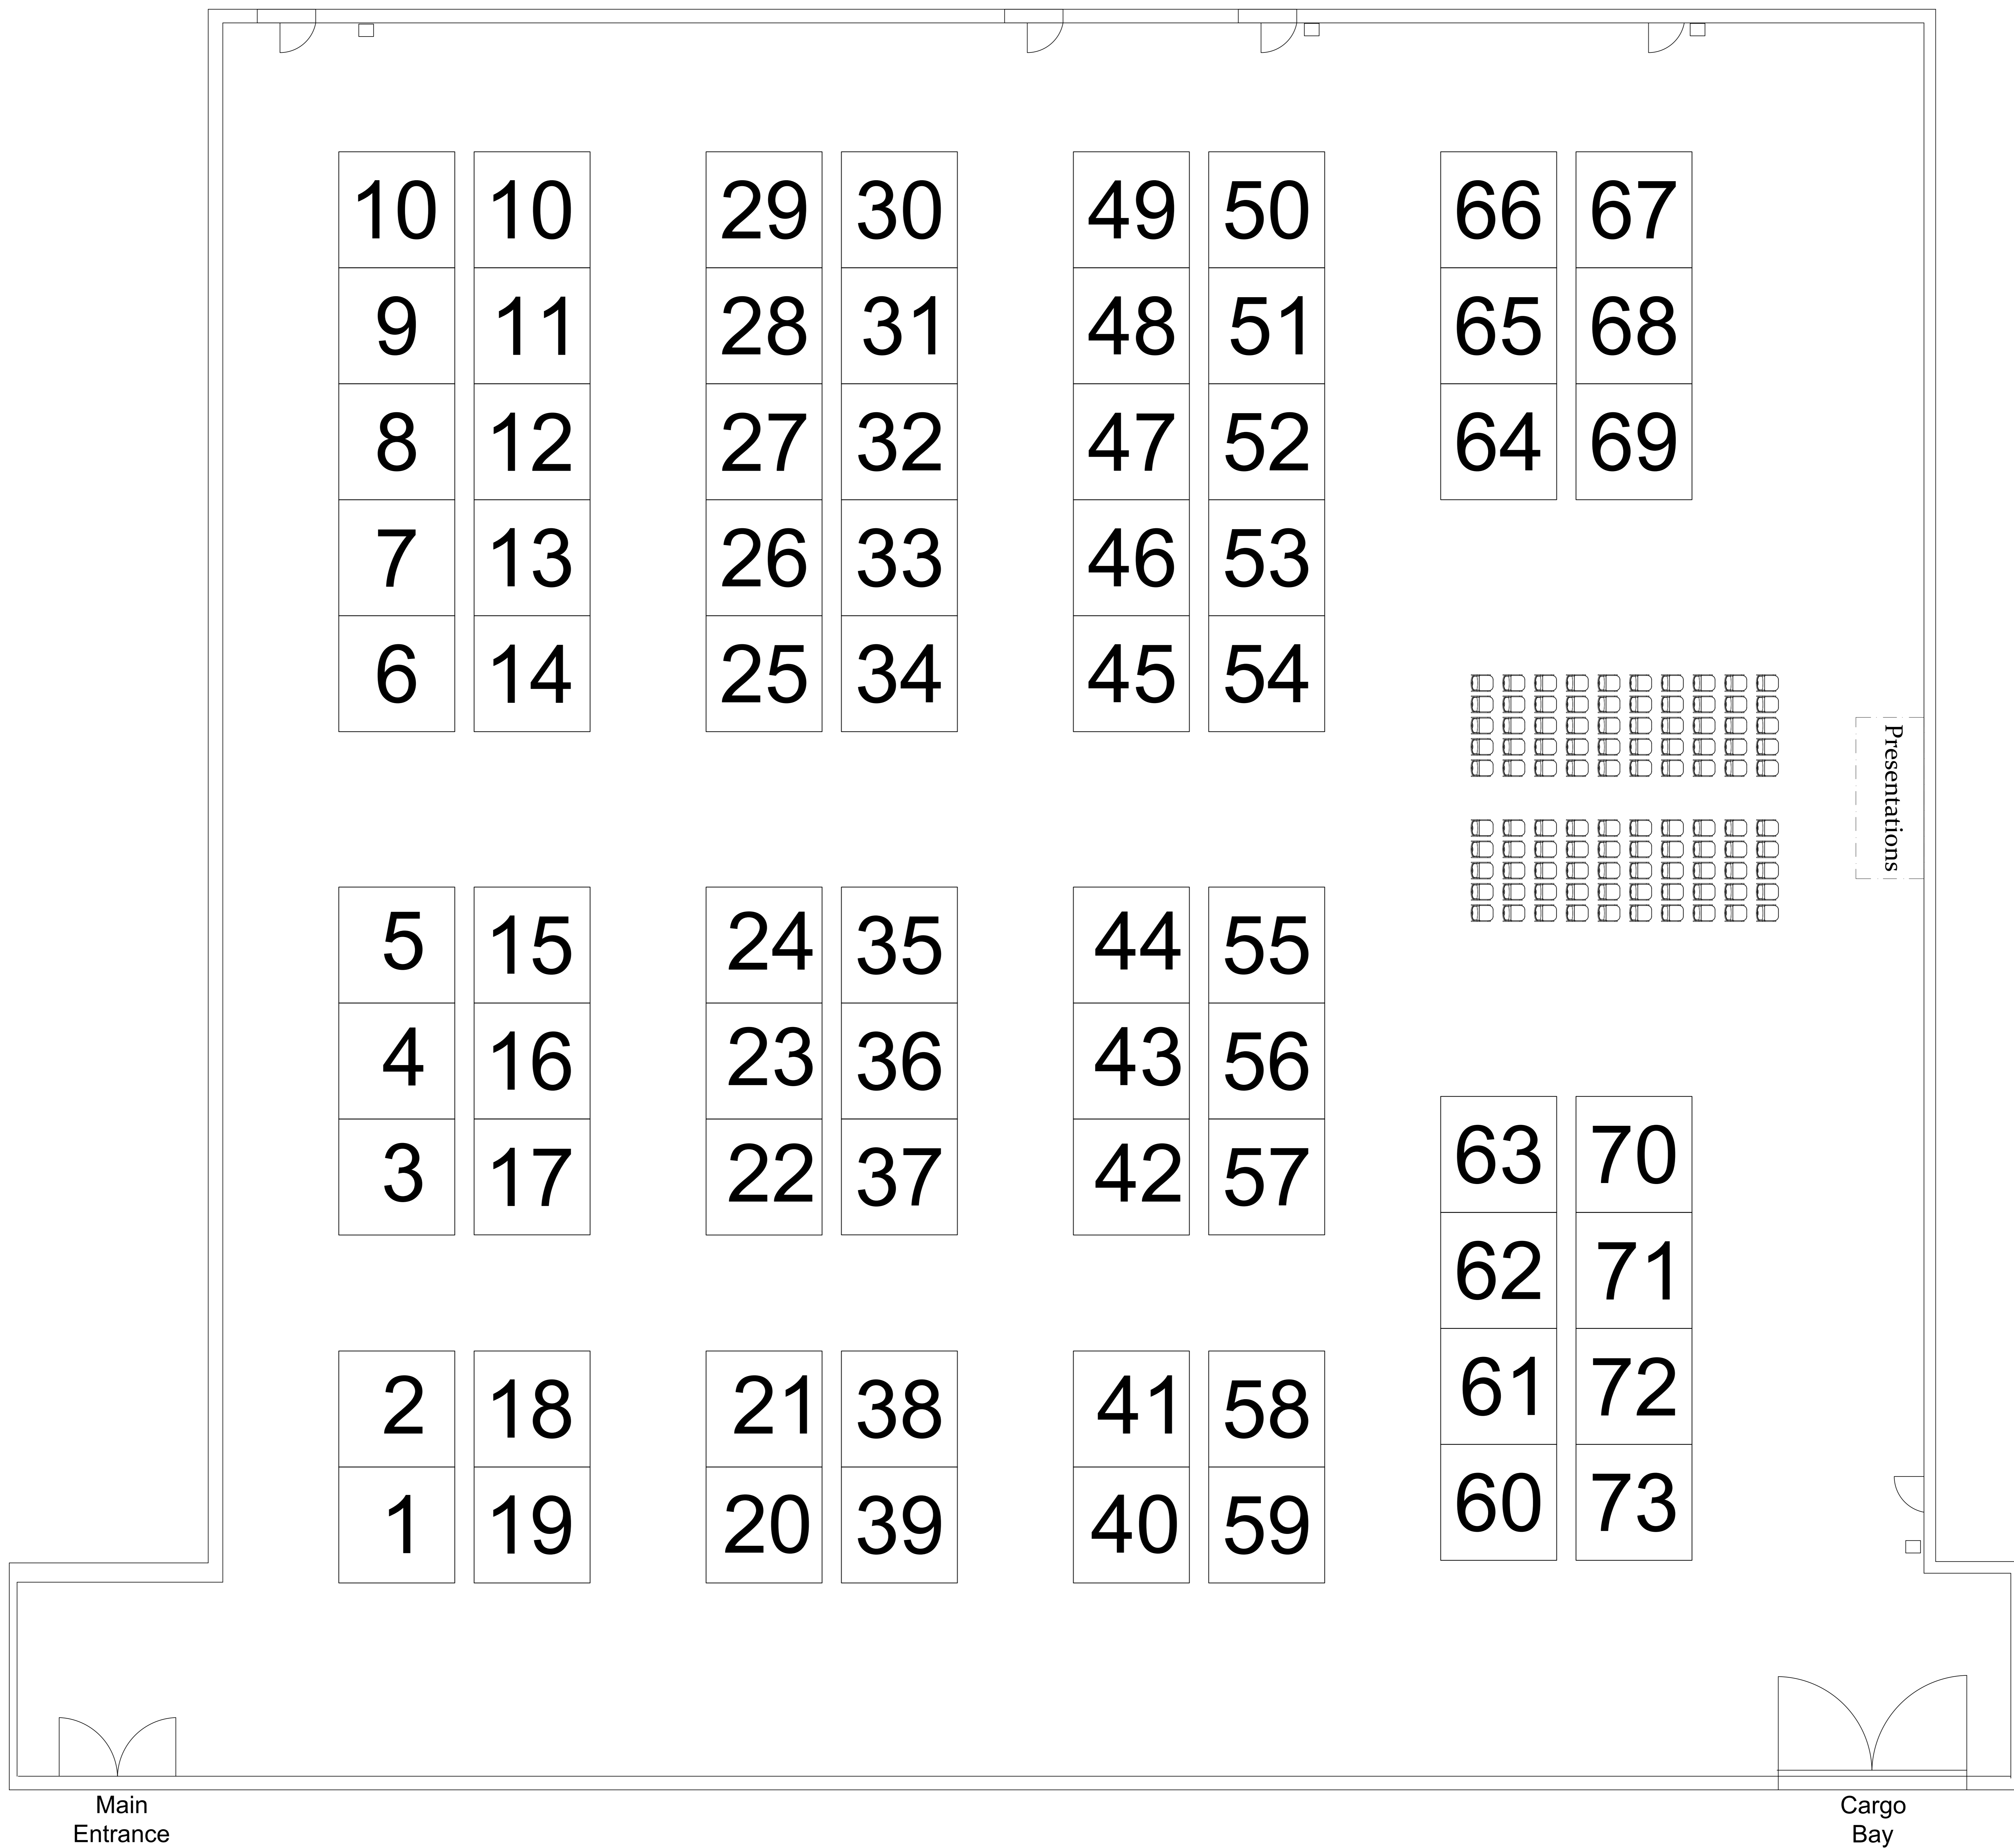 10 10 29 30 49 50 66 67
9 11 28 31 48 51 65 68
8 12 27 32 47 52 64 69
7 13 26 33 46 53
6 14 25 34 45 54
Presentations
5 15 24 35 44 55
4 16 23 36 43 56
3 17 22 37 42 57
63 70
62 71
2 18 21 38 41 58 61 72
1 19 20 39 40 59 60 73
Main
Entrance
Cargo
Bay